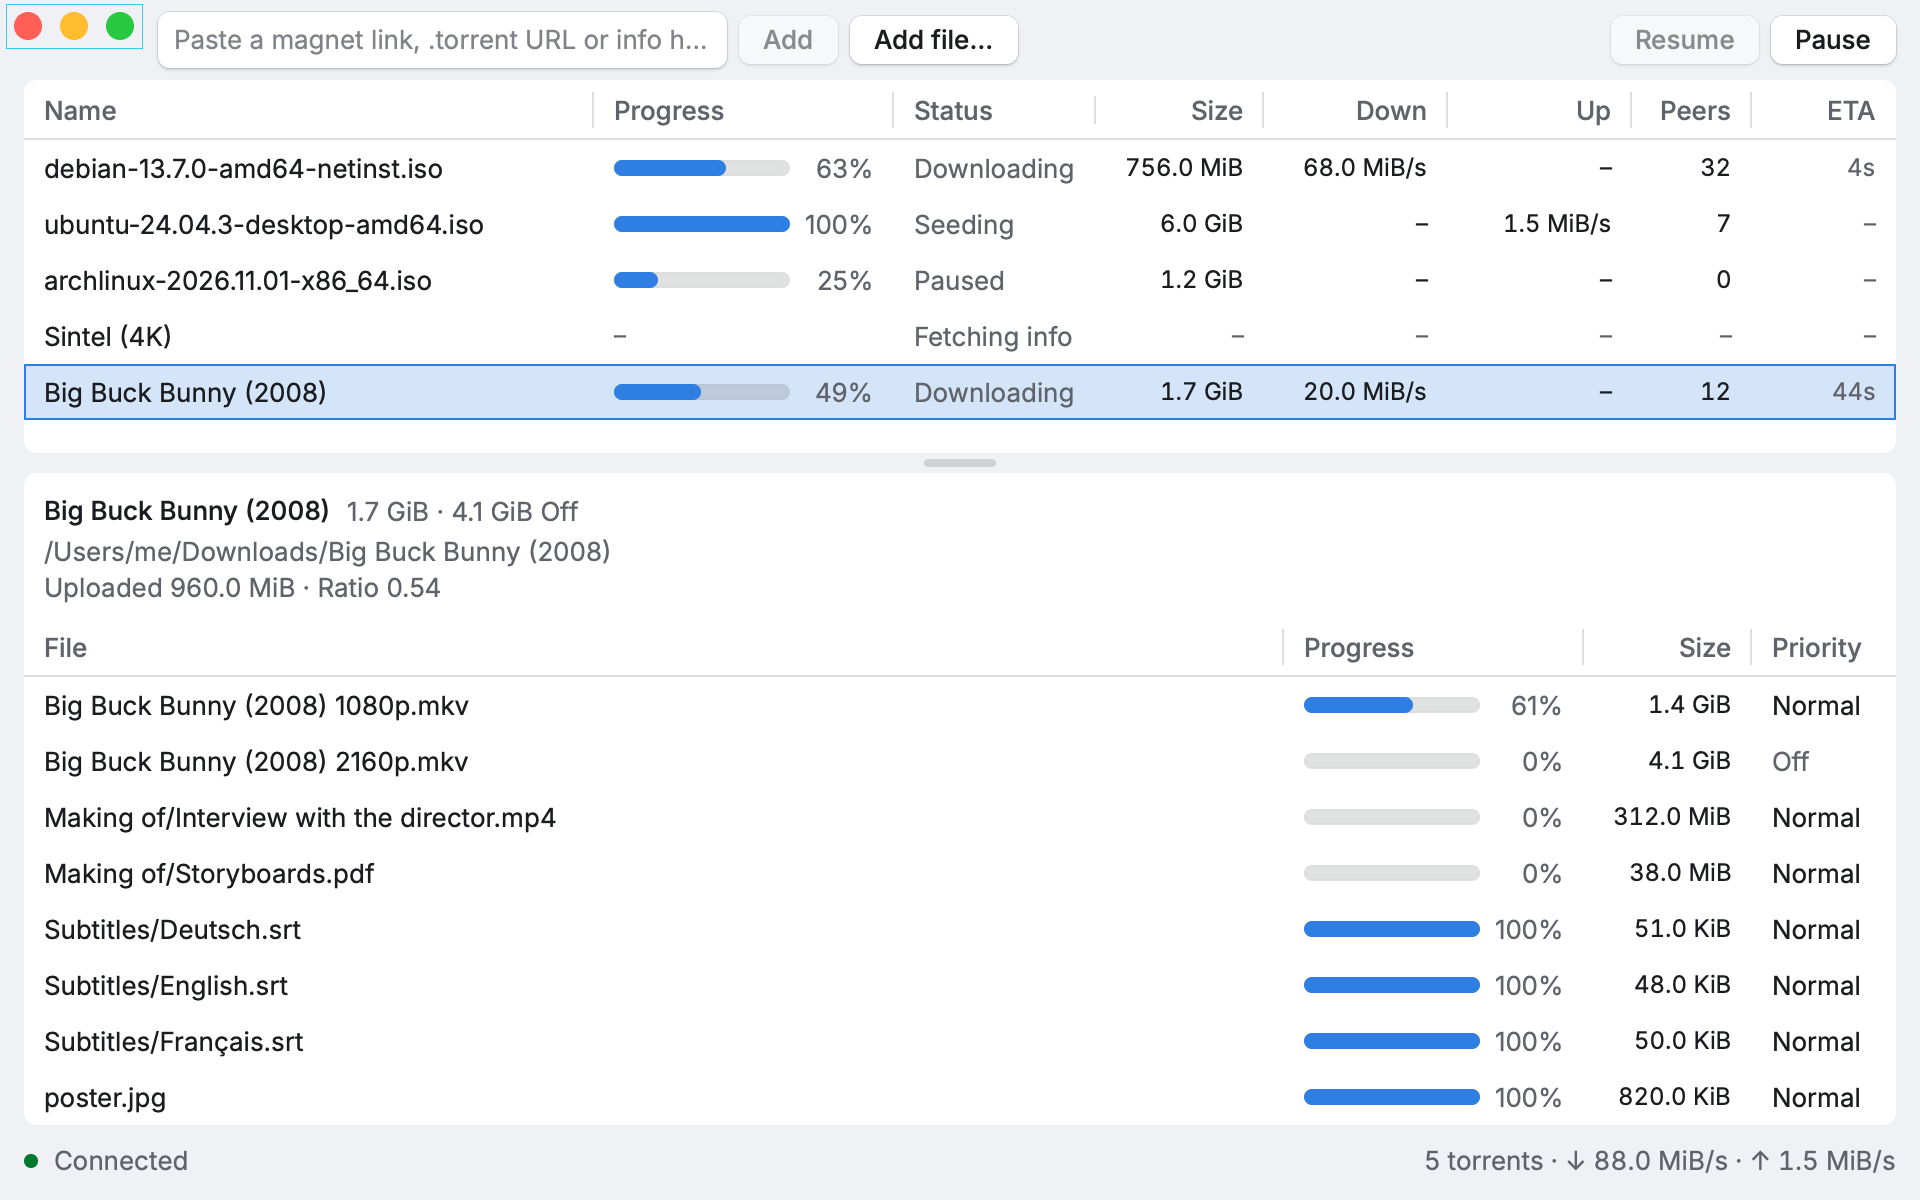 Paste a magnet link, .torrent URL or info h... Add Add file... Resume Pause
Name Progress Status Size Down Up Peers ETA
debian-13.7.0-amd64-netinst.iso 63% Downloading 756.0 MiB 68.0 MiB/s – 32 4s
ubuntu-24.04.3-desktop-amd64.iso 100% Seeding 6.0 GiB – 1.5 MiB/s 7 –
archlinux-2026.11.01-x86_64.iso 25% Paused 1.2 GiB – – 0 –
Sintel (4K) – Fetching info – – – – –
Big Buck Bunny (2008) 49% Downloading 1.7 GiB 20.0 MiB/s – 12 44s
Big Buck Bunny (2008) 1.7 GiB · 4.1 GiB Off
/Users/me/Downloads/Big Buck Bunny (2008)
Uploaded 960.0 MiB · Ratio 0.54
File Progress Size Priority
Big Buck Bunny (2008) 1080p.mkv 61% 1.4 GiB Normal
Big Buck Bunny (2008) 2160p.mkv 0% 4.1 GiB Off
Making of/Interview with the director.mp4 0% 312.0 MiB Normal
Making of/Storyboards.pdf 0% 38.0 MiB Normal
Subtitles/Deutsch.srt 100% 51.0 KiB Normal
Subtitles/English.srt 100% 48.0 KiB Normal
Subtitles/Français.srt 100% 50.0 KiB Normal
poster.jpg 100% 820.0 KiB Normal
Connected 5 torrents · ↓ 88.0 MiB/s · ↑ 1.5 MiB/s